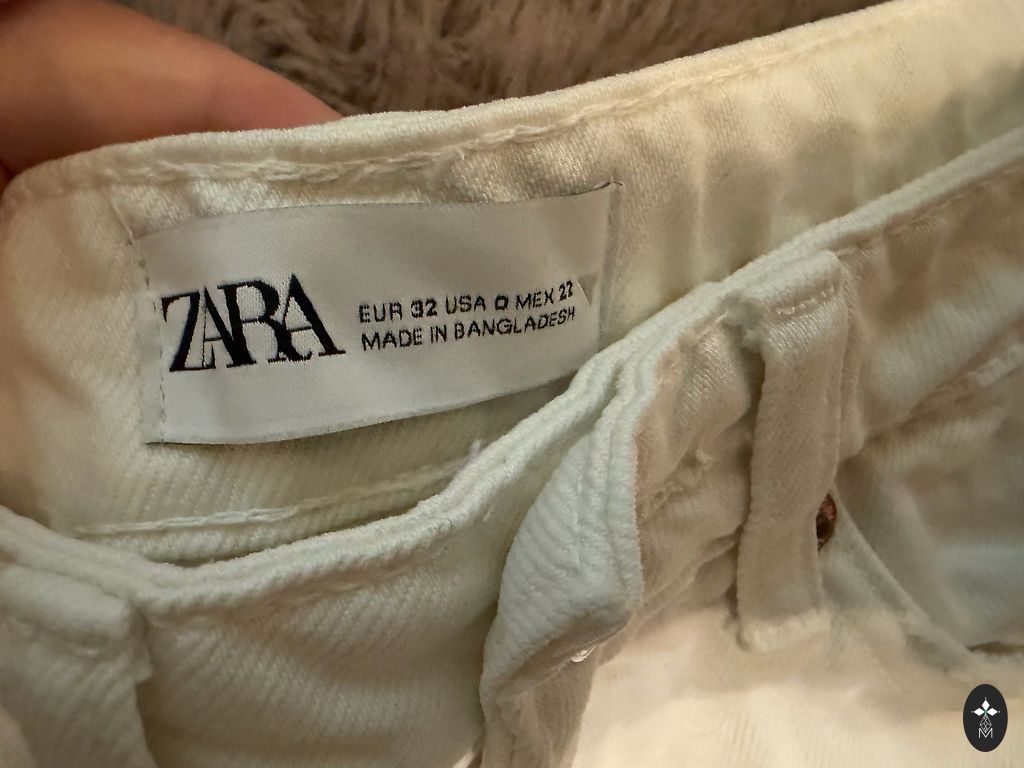 ZARA
EUR 32 USA 0 MEX 22
MADE IN BANGLADESH
M